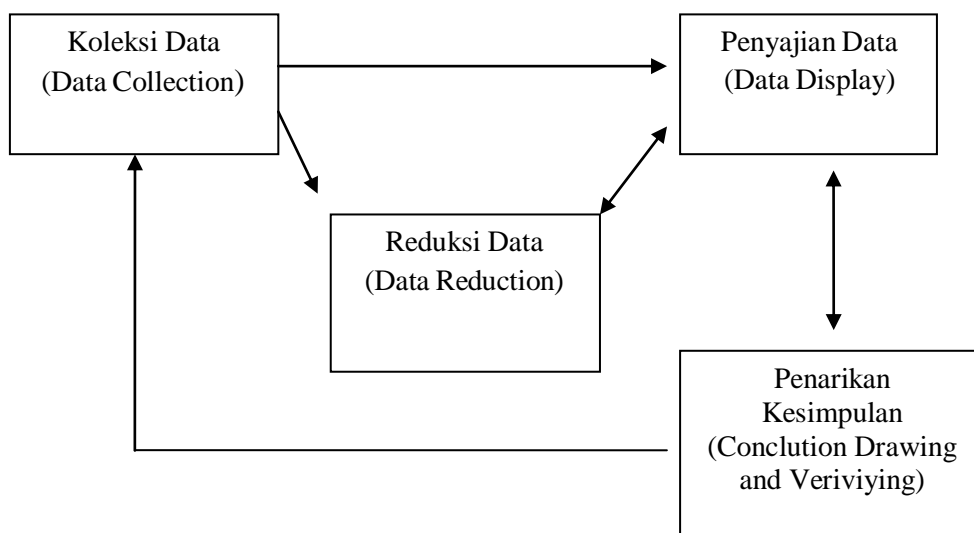 Koleksi Data
(Data Collection)
Penyajian Data
(Data Display)
Reduksi Data
(Data Reduction)
Penarikan
Kesimpulan
(Conclution Drawing
and Veriviying)